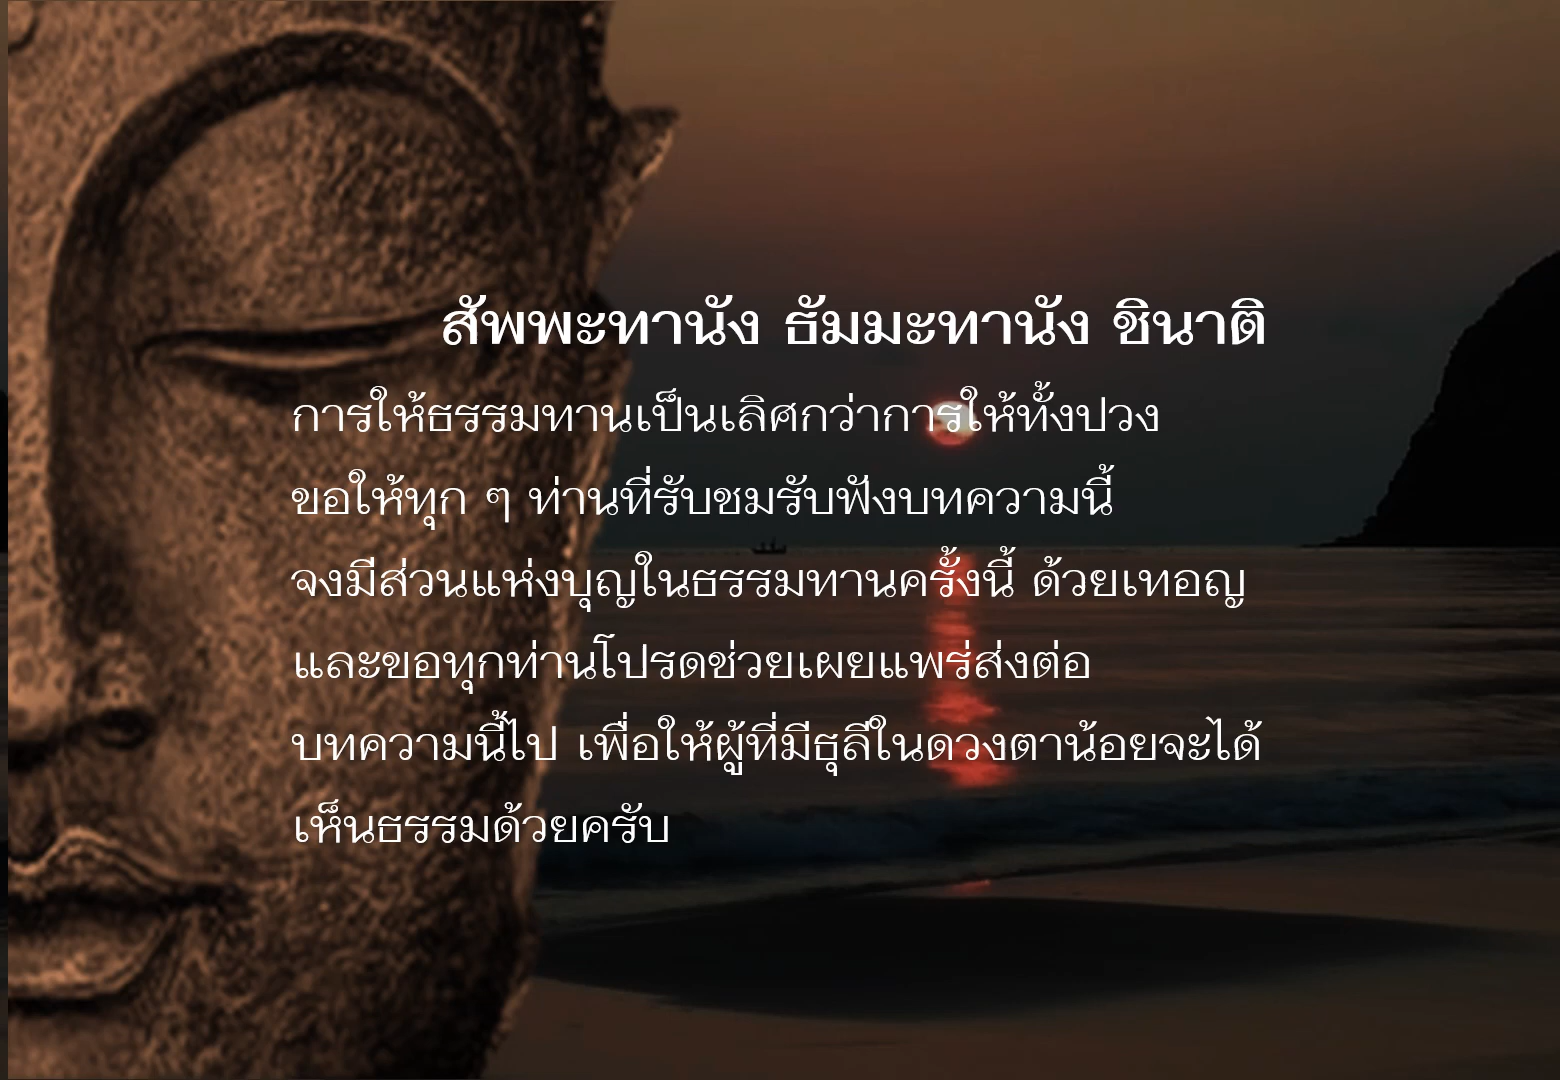 สัพพะทานัง ธัมมะทานัง ชินาติ
การให้ธรรมทานเป็นเลิศกว่าการให้ทั้งปวง
ขอให้ทุก ๆ ท่านที่รับชมรับฟังบทความนี้
จงมีส่วนแห่งบุญในธรรมทานครั้งนี้ ด้วยเทอญ
และขอทุกท่านโปรดช่วยเผยแพร่ส่งต่อ
บทความนี้ไป เพื่อให้ผู้ที่มีธุลีในดวงตาน้อยจะได้
เห็นธรรมด้วยครับ